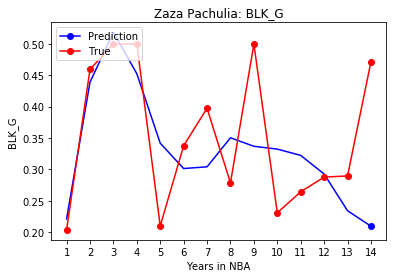 Zaza Pachulia: BLK_G
Prediction
True
0.50
0.45
0.40
0.35
0.30
0.25
0.20
BLK_G
1 2 3 4 5 6 7 8 9 10 11 12 13 14
Years in NBA